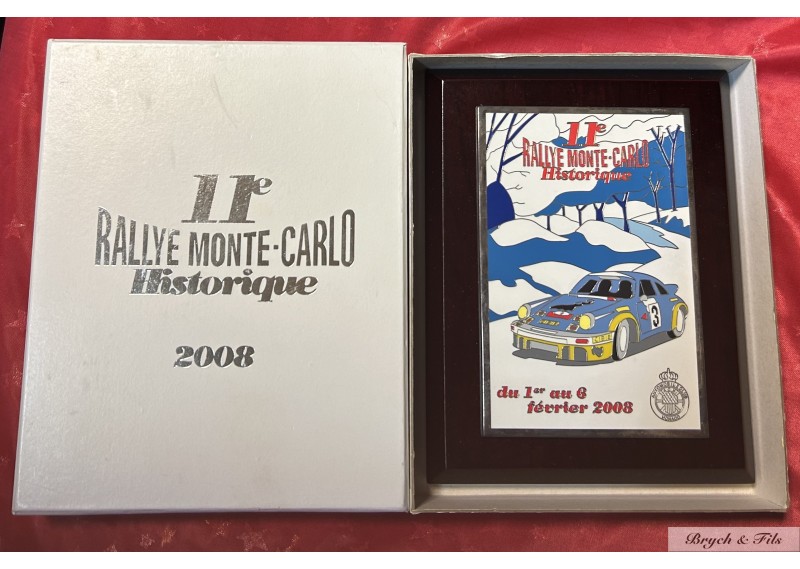 11e
RALLYE MONTE-CARLO
Historique
2008
11e
RALLYE MONTE-CARLO
Historique
3
du 1er au 6
février 2008
Brych & Fils